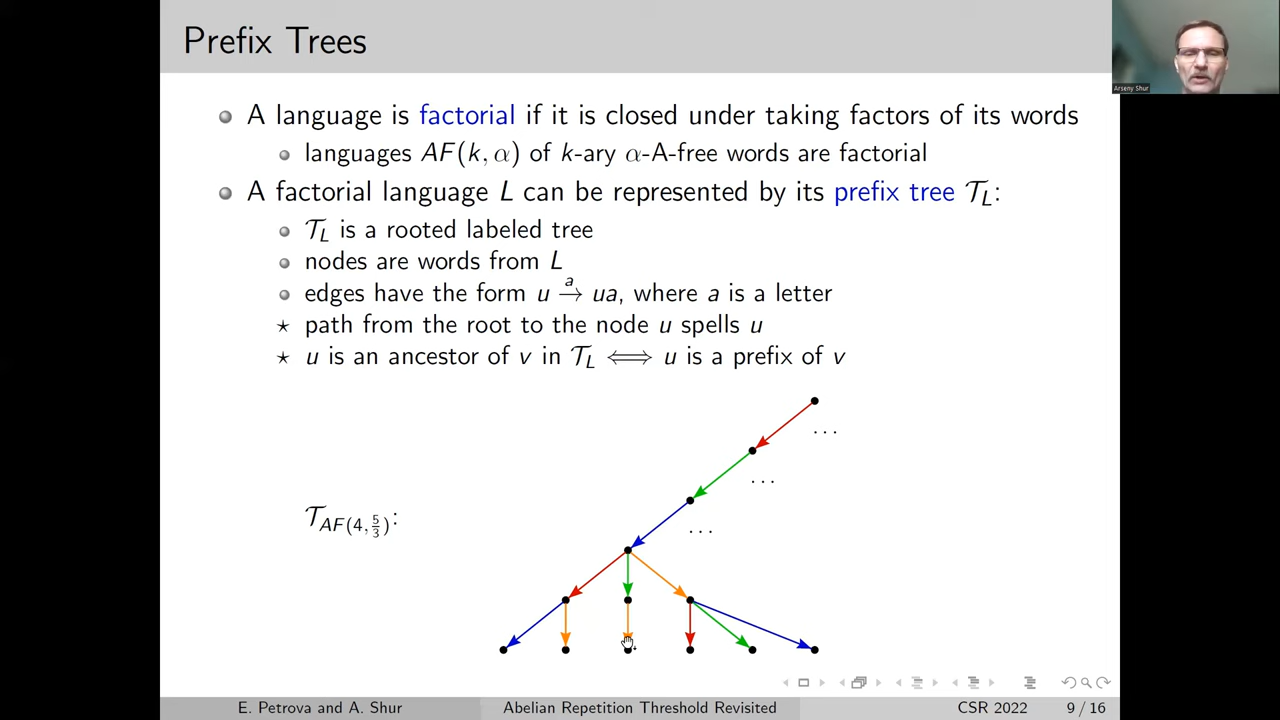 Prefix Trees
Arseny Shur
A language is factorial if it is closed under taking factors of its words
languages AF(k, α) of k-ary α-A-free words are factorial
A factorial language L can be represented by its prefix tree 𝒯_L:
𝒯_L is a rooted labeled tree
nodes are words from L
edges have the form u →^a ua, where a is a letter
⋆ path from the root to the node u spells u
⋆ u is an ancestor of v in 𝒯_L ⟺ u is a prefix of v
...
...
𝒯_AF(4, 5/3):
...
E. Petrova and A. Shur
Abelian Repetition Threshold Revisited
CSR 2022
9 / 16